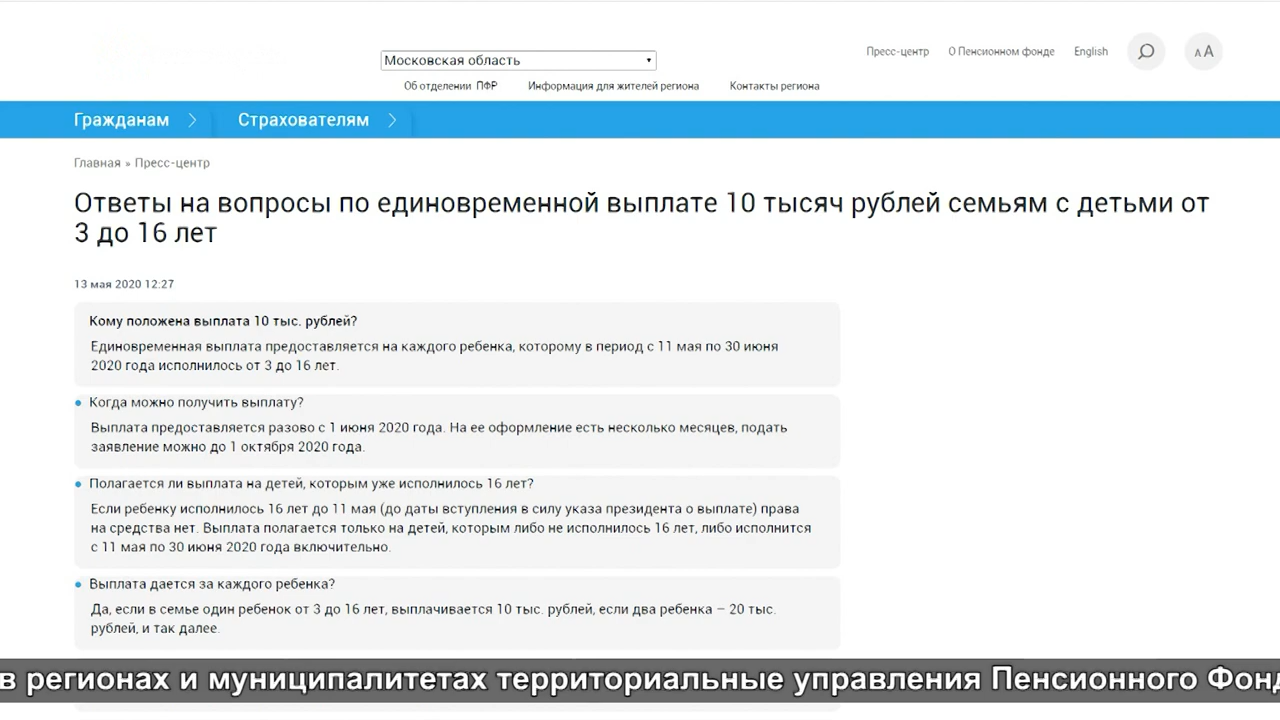 Московская область
Пресс-центр О Пенсионном фонде English
А А
Об отделении ПФР Информация для жителей региона Контакты региона
Гражданам Страхователям
Главная » Пресс-центр
Ответы на вопросы по единовременной выплате 10 тысяч рублей семьям с детьми от
3 до 16 лет
13 мая 2020 12:27
Кому положена выплата 10 тыс. рублей?
Единовременная выплата предоставляется на каждого ребенка, которому в период с 11 мая по 30 июня
2020 года исполнилось от 3 до 16 лет.
Когда можно получить выплату?
Выплата предоставляется разово с 1 июня 2020 года. На ее оформление есть несколько месяцев, подать
заявление можно до 1 октября 2020 года.
Полагается ли выплата на детей, которым уже исполнилось 16 лет?
Если ребенку исполнилось 16 лет до 11 мая (до даты вступления в силу указа президента о выплате) права
на средства нет. Выплата полагается только на детей, которым либо не исполнилось 16 лет, либо исполнится
с 11 мая по 30 июня 2020 года включительно.
Выплата дается за каждого ребенка?
Да, если в семье один ребенок от 3 до 16 лет, выплачивается 10 тыс. рублей, если два ребенка – 20 тыс.
рублей, и так далее.
в регионах и муниципалитетах территориальные управления Пенсионного Фонд